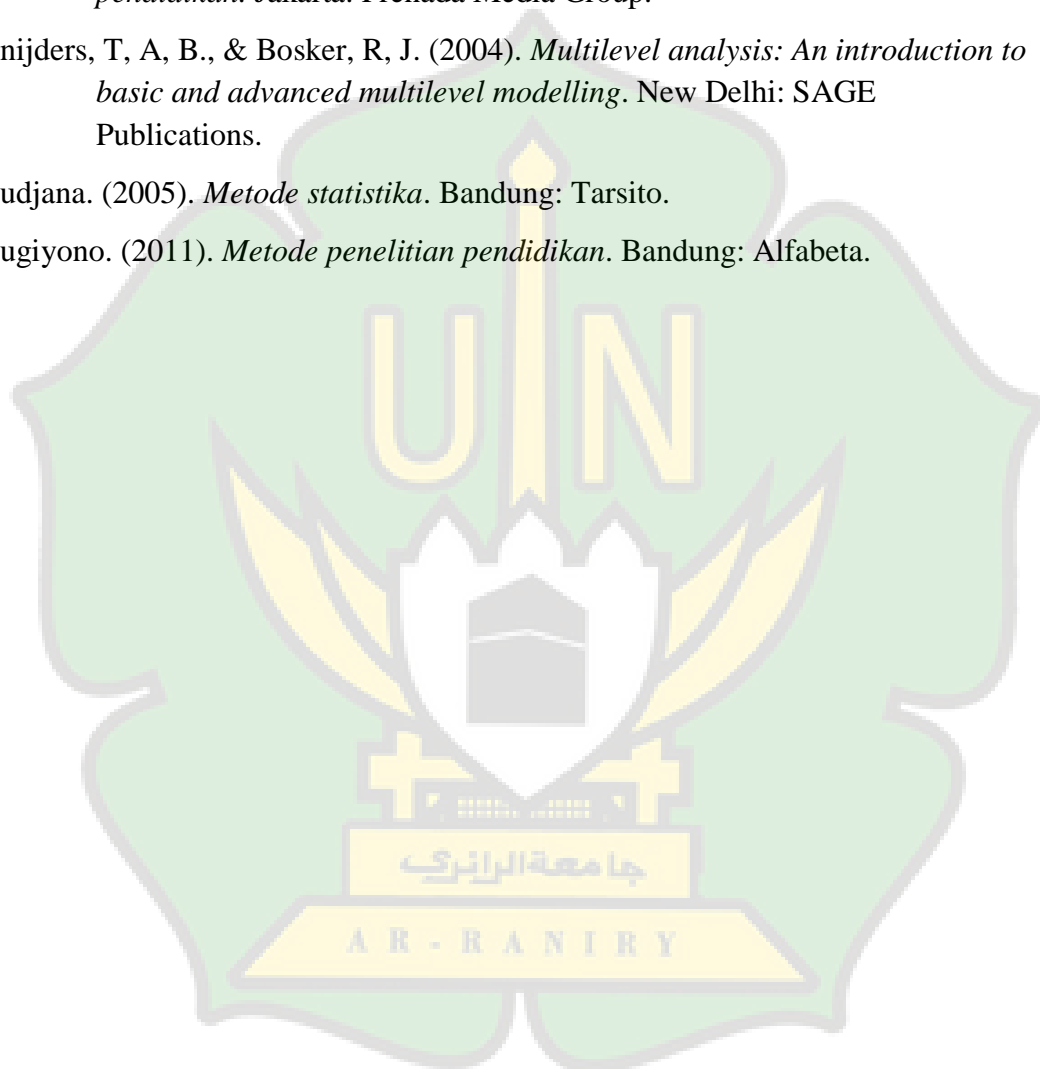 pendidikan. Jakarta: Prenada Media Group.
nijders, T, A, B., & Bosker, R, J. (2004). Multilevel analysis: An introduction to
basic and advanced multilevel modelling. New Delhi: SAGE
Publications.
udjana. (2005). Metode statistika. Bandung: Tarsito.
ugiyono. (2011). Metode penelitian pendidikan. Bandung: Alfabeta.
UIN
جامعة الرانري
AR-RANIRY